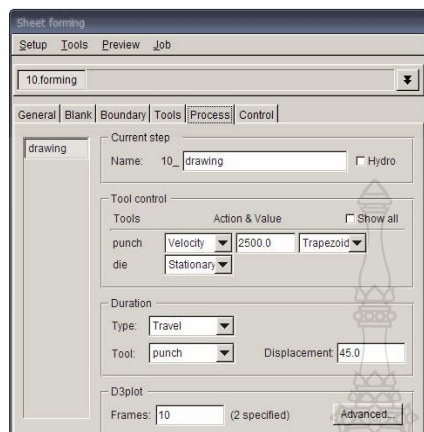 Sheet forming
Setup Tools Preview Job
10.forming
General Blank Boundary Tools Process Control
drawing
Current step
Name: 10_ drawing Hydro
Tool control
Tools Action & Value Show all
punch Velocity 2500.0 Trapezoid
die Stationary
Duration
Type: Travel
Tool: punch Displacement: 45.0
D3plot
Frames: 10 (2 specified) Advanced...